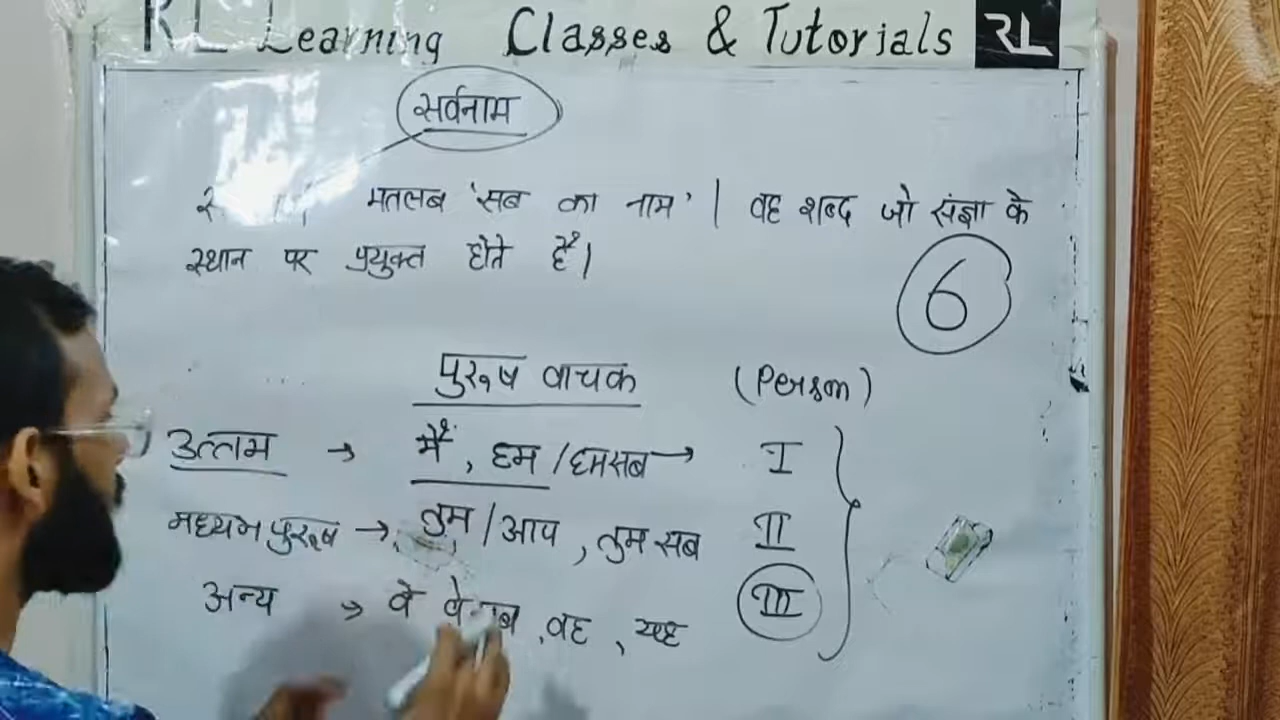 RL Learning Classes & Tutorials RL
सर्वनाम
मतलब 'सब का नाम' | वह शब्द जो संज्ञा के
स्थान पर प्रयुक्त होते हैं।
6
पुरूष वाचक (Person)
उत्तम → मैं, हम / हमसब → I
मध्यम पुरूष → तुम / आप, तुम सब II
अन्य → वे वे सब, वह, यह III